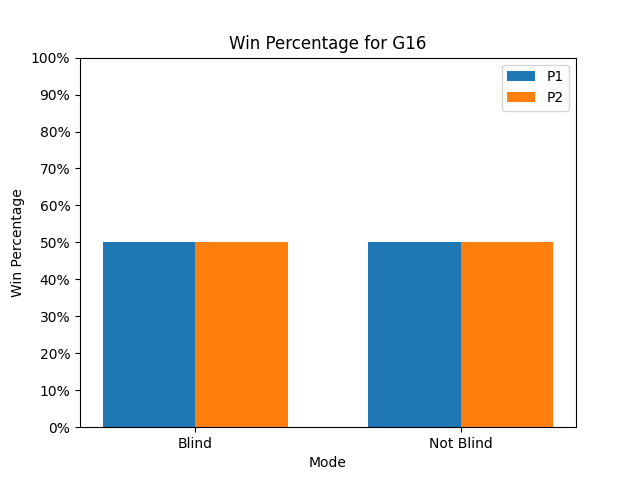 Win Percentage for G16
100%
90%
80%
70%
60%
50%
40%
30%
20%
10%
0%
Win Percentage
P1
P2
Blind
Not Blind
Mode